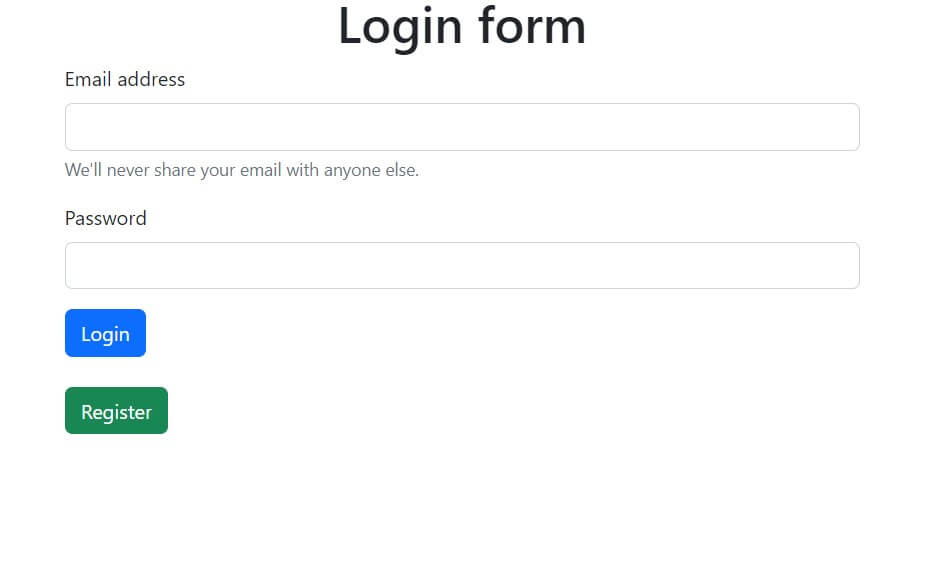 Login form
Email address
We'll never share your email with anyone else.
Password
Login
Register